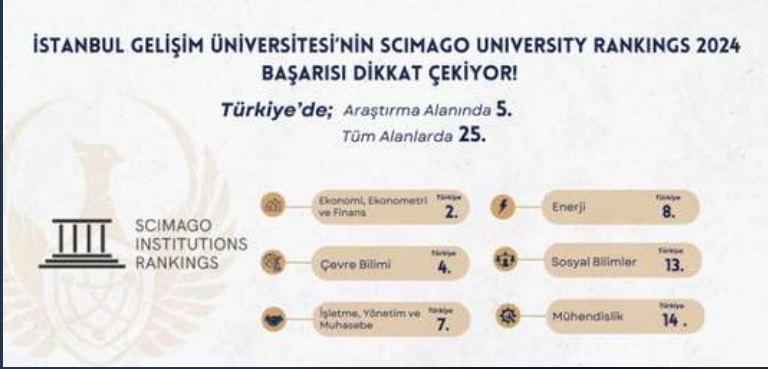 İSTANBUL GELİŞİM ÜNİVERSİTESİ'NİN SCIMAGO UNIVERSITY RANKINGS 2024
BAŞARISI DİKKAT ÇEKİYOR!
Türkiye'de; Araştırma Alanında 5.
Tüm Alanlarda 25.
SCIMAGO
INSTITUTIONS
RANKINGS
Ekonomi, Ekonometri
ve Finans
Türkiye
2.
Çevre Bilimi
Türkiye
4.
İşletme, Yönetim ve
Muhasebe
Türkiye
7.
Enerji
Türkiye
8.
Sosyal Bilimler
Türkiye
13.
Mühendislik
Türkiye
14 .